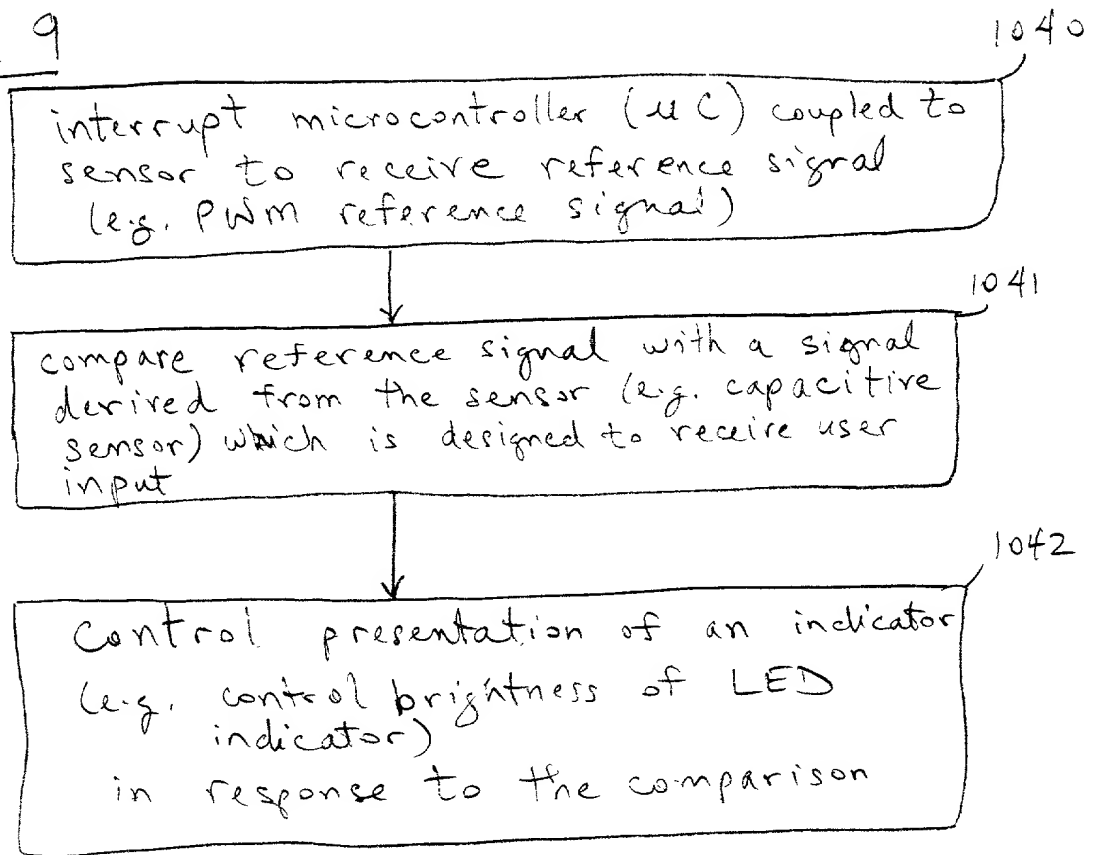 9
1040
interrupt microcontroller (μC) coupled to
sensor to receive reference signal
(e.g. PWM reference signal)
1041
compare reference signal with a signal
derived from the sensor (e.g. capacitive
sensor) which is designed to receive user
input
1042
Control presentation of an indicator
(e.g. control brightness of LED
indicator)
in response to the comparison